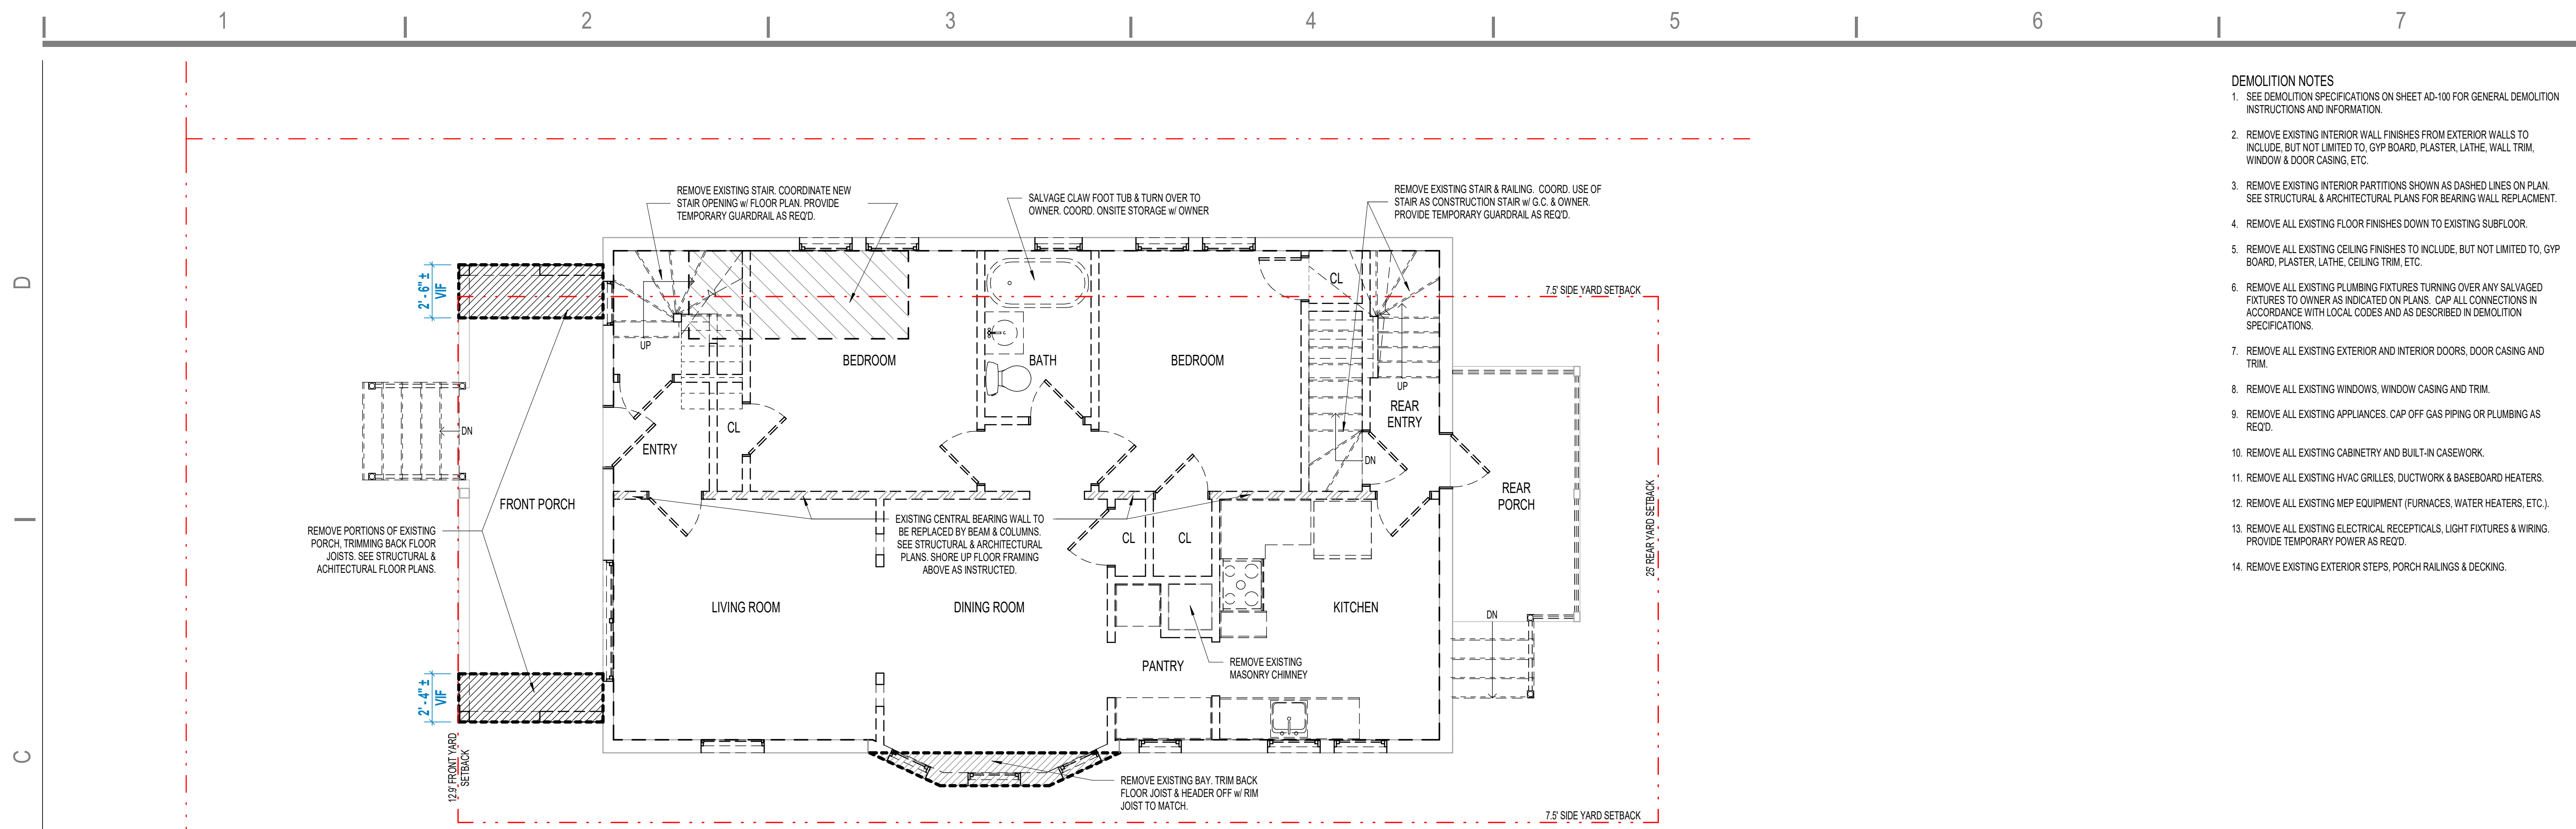 1
2
3
4
5
6
7
DEMOLITION NOTES
1. SEE DEMOLITION SPECIFICATIONS ON SHEET AD-100 FOR GENERAL DEMOLITION
INSTRUCTIONS AND INFORMATION.
2. REMOVE EXISTING INTERIOR WALL FINISHES FROM EXTERIOR WALLS TO
INCLUDE, BUT NOT LIMITED TO, GYP BOARD, PLASTER, LATHE, WALL TRIM,
WINDOW & DOOR CASING, ETC.
3. REMOVE EXISTING INTERIOR PARTITIONS SHOWN AS DASHED LINES ON PLAN.
SEE STRUCTURAL & ARCHITECTURAL PLANS FOR BEARING WALL REPLACMENT.
4. REMOVE ALL EXISTING FLOOR FINISHES DOWN TO EXISTING SUBFLOOR.
5. REMOVE ALL EXISTING CEILING FINISHES TO INCLUDE, BUT NOT LIMITED TO, GYP
BOARD, PLASTER, LATHE, CEILING TRIM, ETC.
6. REMOVE ALL EXISTING PLUMBING FIXTURES TURNING OVER ANY SALVAGED
FIXTURES TO OWNER AS INDICATED ON PLANS. CAP ALL CONNECTIONS IN
ACCORDANCE WITH LOCAL CODES AND AS DESCRIBED IN DEMOLITION
SPECIFICATIONS.
7. REMOVE ALL EXISTING EXTERIOR AND INTERIOR DOORS, DOOR CASING AND
TRIM.
8. REMOVE ALL EXISTING WINDOWS, WINDOW CASING AND TRIM.
9. REMOVE ALL EXISTING APPLIANCES. CAP OFF GAS PIPING OR PLUMBING AS
REQ'D.
10. REMOVE ALL EXISTING CABINETRY AND BUILT-IN CASEWORK.
11. REMOVE ALL EXISTING HVAC GRILLES, DUCTWORK & BASEBOARD HEATERS.
12. REMOVE ALL EXISTING MEP EQUIPMENT (FURNACES, WATER HEATERS, ETC.).
13. REMOVE ALL EXISTING ELECTRICAL RECEPTICALS, LIGHT FIXTURES & WIRING.
PROVIDE TEMPORARY POWER AS REQ'D.
14. REMOVE EXISTING EXTERIOR STEPS, PORCH RAILINGS & DECKING.
REMOVE EXISTING STAIR. COORDINATE NEW
STAIR OPENING w/ FLOOR PLAN. PROVIDE
TEMPORARY GUARDRAIL AS REQ'D.
SALVAGE CLAW FOOT TUB & TURN OVER TO
OWNER. COORD. ONSITE STORAGE w/ OWNER
REMOVE EXISTING STAIR & RAILING. COORD. USE OF
STAIR AS CONSTRUCTION STAIR w/ G.C. & OWNER.
PROVIDE TEMPORARY GUARDRAIL AS REQ'D.
D
2' - 6" ±
VIF
CL
7.5' SIDE YARD SETBACK
UP
BEDROOM
BATH
BEDROOM
UP
REAR
ENTRY
DN
CL
ENTRY
DN
FRONT PORCH
REAR
PORCH
25' REAR YARD SETBACK
I
REMOVE PORTIONS OF EXISTING
PORCH, TRIMMING BACK FLOOR
JOISTS. SEE STRUCTURAL &
ACHITECTURAL FLOOR PLANS.
EXISTING CENTRAL BEARING WALL TO
BE REPLACED BY BEAM & COLUMNS.
SEE STRUCTURAL & ARCHITECTURAL
PLANS. SHORE UP FLOOR FRAMING
ABOVE AS INSTRUCTED.
CL
CL
LIVING ROOM
DINING ROOM
KITCHEN
DN
PANTRY
REMOVE EXISTING
MASONRY CHIMNEY
2' - 4" ±
VIF
C
12.9' FRONT YARD
SETBACK
REMOVE EXISTING BAY. TRIM BACK
FLOOR JOIST & HEADER OFF w/ RIM
JOIST TO MATCH.
7.5' SIDE YARD SETBACK